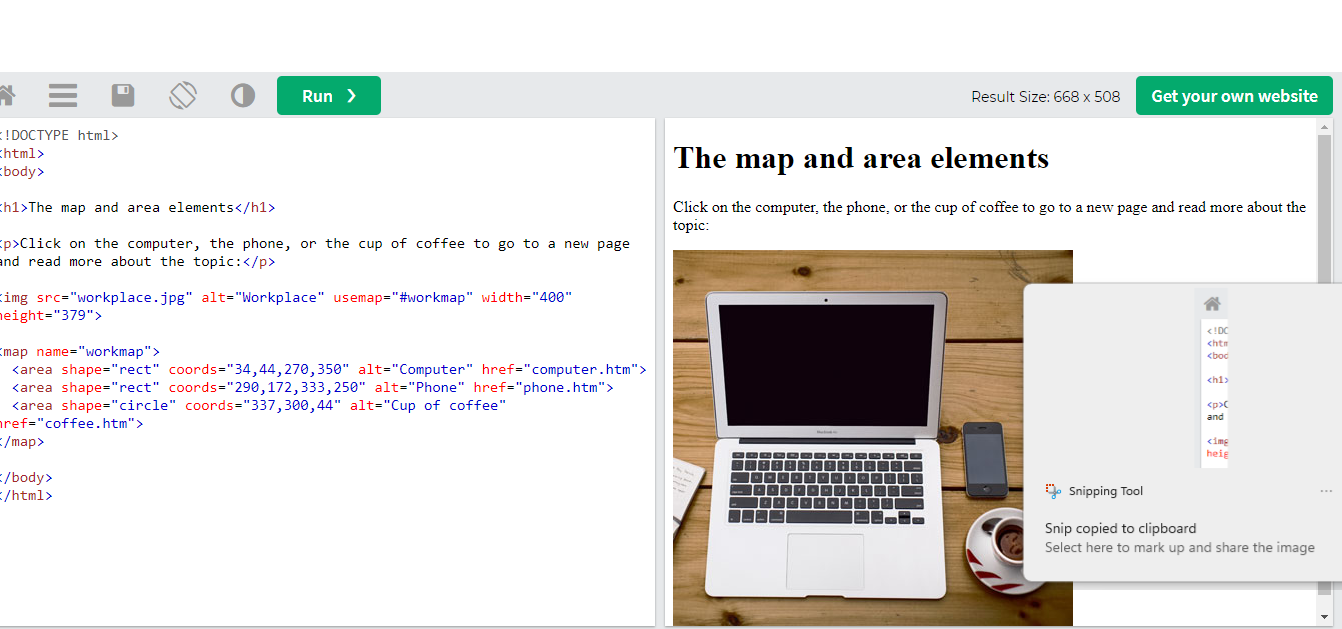 Run ❯
Result Size: 668 x 508
Get your own website
<!DOCTYPE html>
<html>
<body>
<h1>The map and area elements</h1>
<p>Click on the computer, the phone, or the cup of coffee to go to a new page
and read more about the topic:</p>
<img src="workplace.jpg" alt="Workplace" usemap="#workmap" width="400"
height="379">
<map name="workmap">
<area shape="rect" coords="34,44,270,350" alt="Computer" href="computer.htm">
<area shape="rect" coords="290,172,333,250" alt="Phone" href="phone.htm">
<area shape="circle" coords="337,300,44" alt="Cup of coffee"
href="coffee.htm">
</map>
</body>
</html>
The map and area elements
Click on the computer, the phone, or the cup of coffee to go to a new page and read more about the
topic:
<!DC
<htm
<bod
<h1>
<p>C
and
<img
heig
Snipping Tool
Snip copied to clipboard
Select here to mark up and share the image